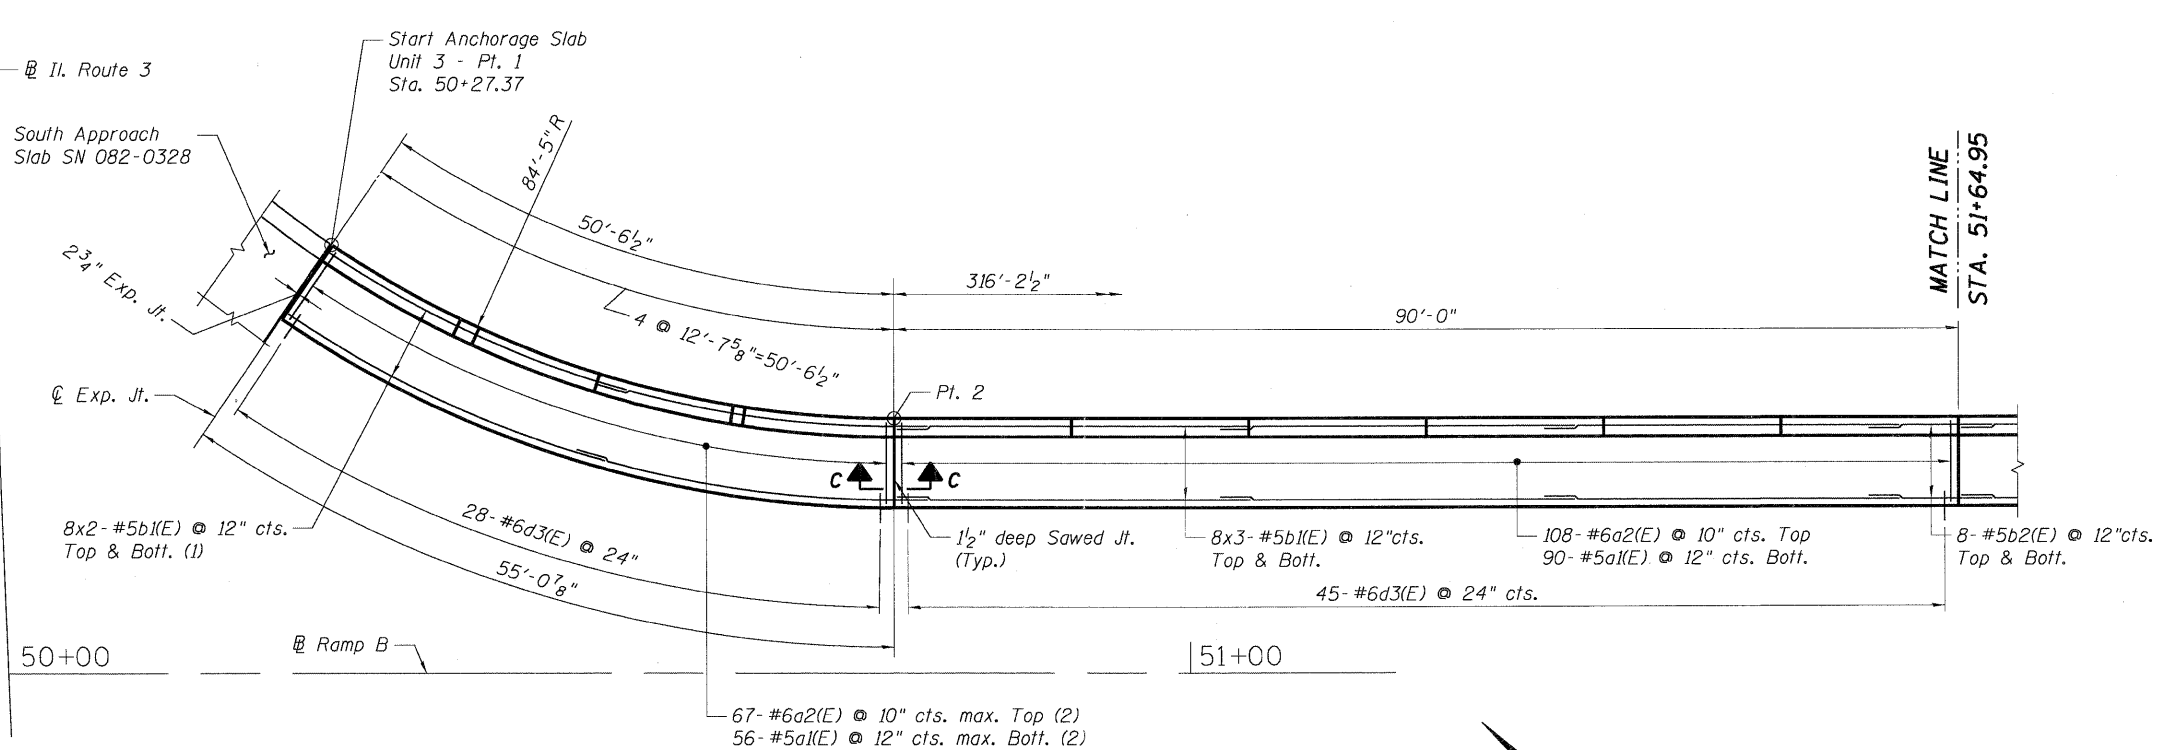 Start Anchorage Slab
Unit 3 - Pt. 1
Sta. 50+27.37
℄ Il. Route 3
South Approach
Slab SN 082-0328
84'-5" R
MATCH LINE
STA. 51+64.95
50'-6½"
2¾" Exp. Jt.
316'-2½"
4 @ 12'-7⅝"=50'-6½"
90'-0"
℄ Exp. Jt.
Pt. 2
C
C
8x2-#5b1(E) @ 12" cts.
Top & Bott. (1)
28-#6d3(E) @ 24"
55'-0⅞"
1½" deep Sawed Jt.
(Typ.)
8x3-#5b1(E) @ 12"cts.
Top & Bott.
108-#6a2(E) @ 10" cts. Top
90-#5a1(E) @ 12" cts. Bott.
8-#5b2(E) @ 12"cts.
Top & Bott.
45-#6d3(E) @ 24" cts.
℄ Ramp B
50+00
51+00
67-#6a2(E) @ 10" cts. max. Top (2)
56-#5a1(E) @ 12" cts. max. Bott. (2)